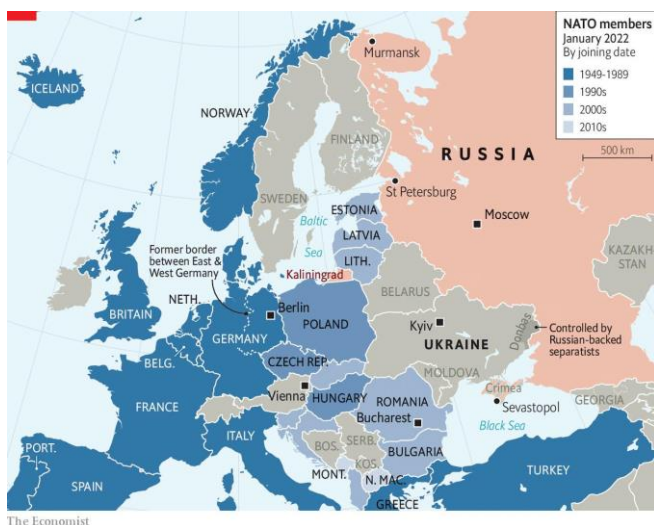 NATO members
January 2022
By joining date
1949-1989
1990s
2000s
2010s
500 km
ICELAND
Murmansk
NORWAY
FINLAND
RUSSIA
SWEDEN
St Petersburg
ESTONIA
Baltic
Sea
LATVIA
Moscow
LITH.
KAZAKH
STAN
Former border
between East &
West Germany
Kaliningrad
BELARUS
NETH.
Berlin
BRITAIN
GERMANY
POLAND
Kyiv
UKRAINE
Donbas
Controlled by
Russian-backed
separatists
BELG.
CZECH REP.
MOLDOVA
Vienna
FRANCE
HUNGARY
ROMANIA
Crimea
GEORGIA
Bucharest
Sevastopol
ITALY
BOS.
SERB.
Black Sea
PORT.
KOS.
BULGARIA
SPAIN
MONT.
N. MAC.
TURKEY
GREECE
The Economist